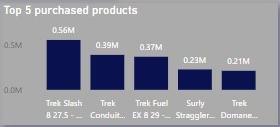 Top 5 purchased products
0.56M
0.5M
0.39M
0.37M
0.23M
0.21M
0.0M
Trek Slash Trek Trek Fuel Surly Trek
8 27.5 - ... Conduit... EX 8 29 -... Straggler... Domane...